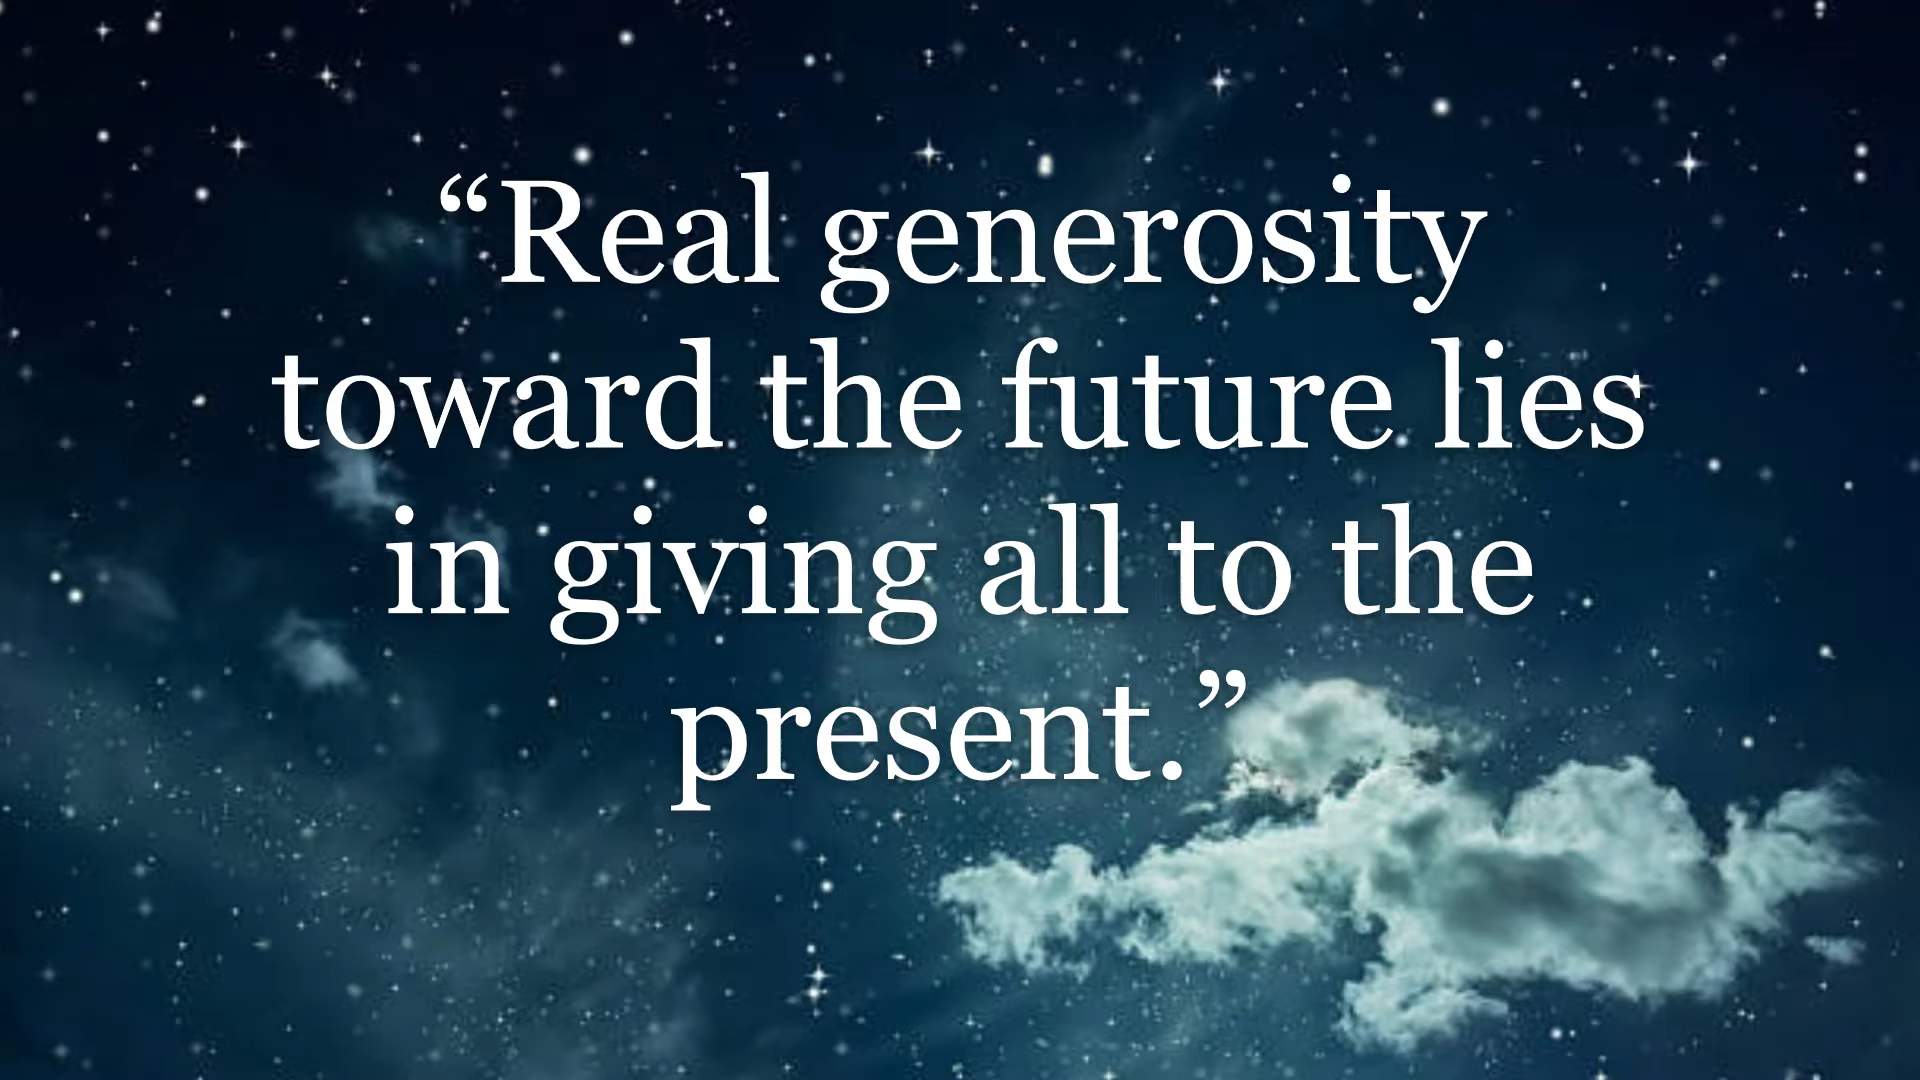 “Real generosity
toward the future lies
in giving all to the
present.”